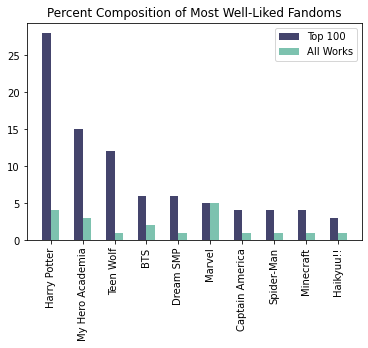 Percent Composition of Most Well-Liked Fandoms
Top 100
All Works
25
20
15
10
5
0
Harry Potter
My Hero Academia
Teen Wolf
BTS
Dream SMP
Marvel
Captain America
Spider-Man
Minecraft
Haikyuu!!